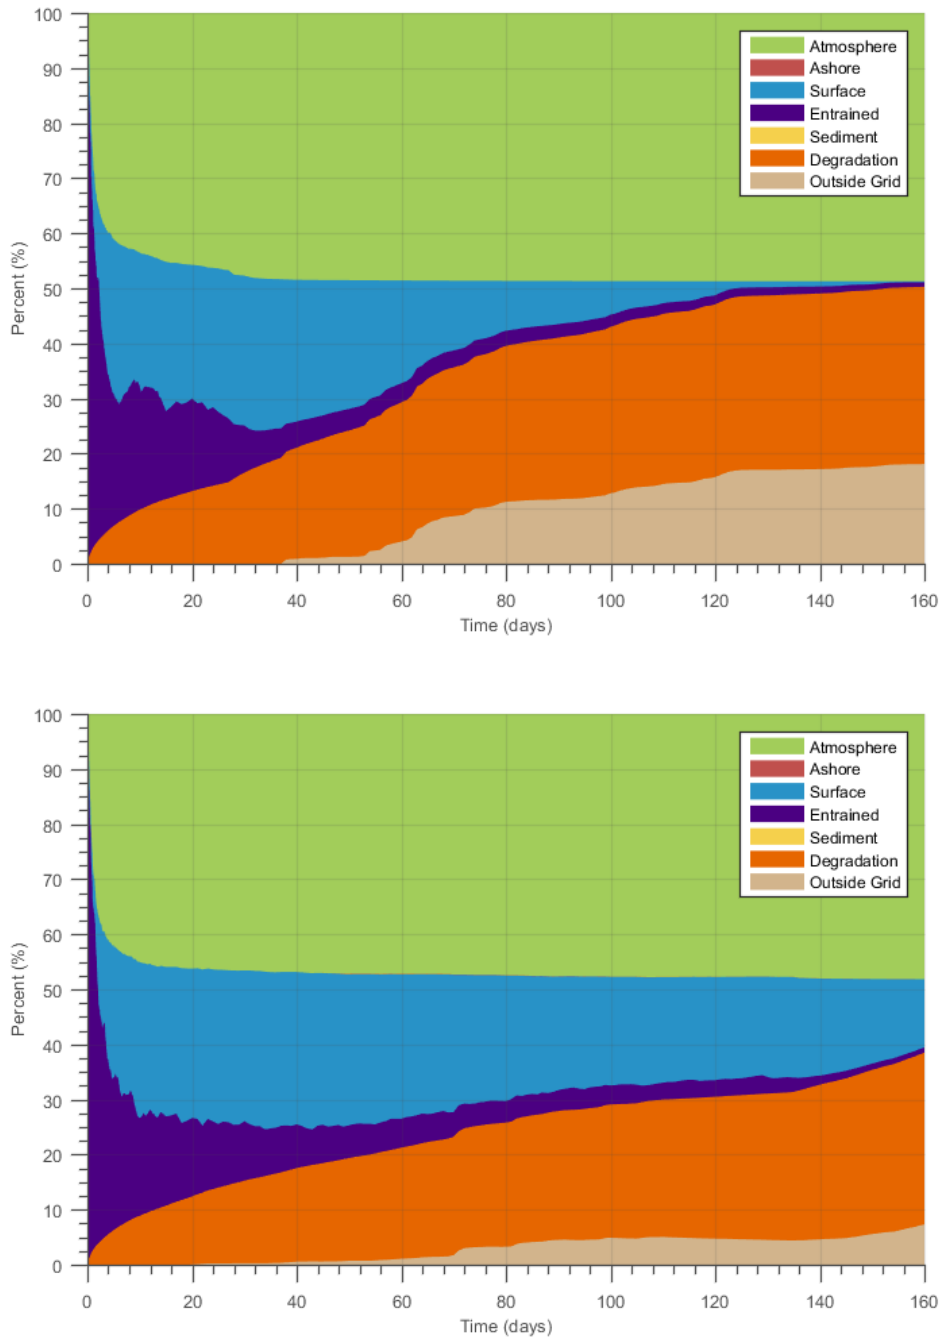 100
90
80
70
60
50
40
30
20
10
0
Percent (%)
Atmosphere
Ashore
Surface
Entrained
Sediment
Degradation
Outside Grid
0 20 40 60 80 100 120 140 160
Time (days)
100
90
80
70
60
50
40
30
20
10
0
Percent (%)
Atmosphere
Ashore
Surface
Entrained
Sediment
Degradation
Outside Grid
0 20 40 60 80 100 120 140 160
Time (days)